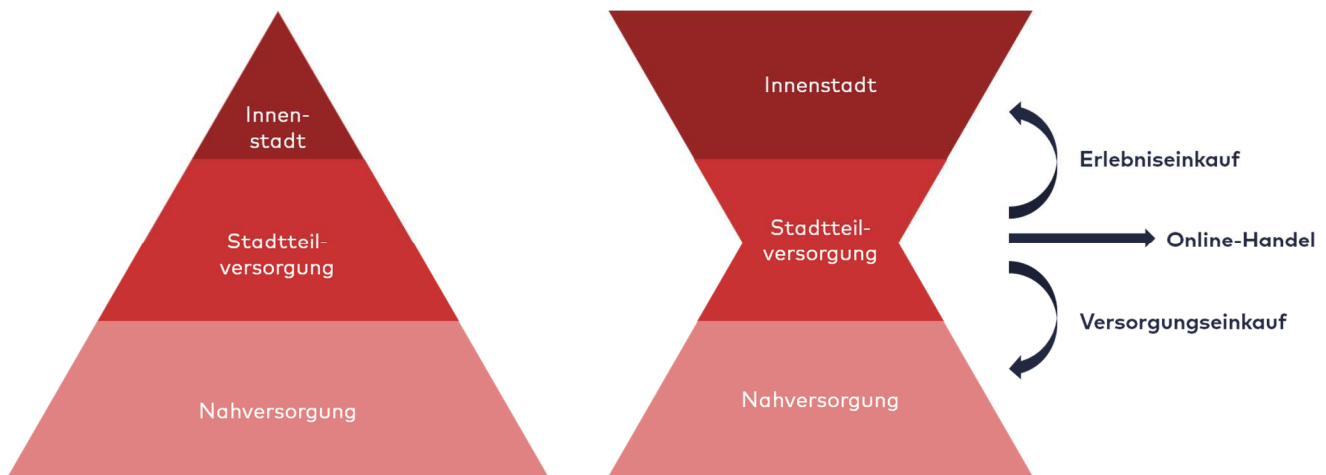 Innen-
stadt
Stadtteil-
versorgung
Nahversorgung
Innenstadt
Stadtteil-
versorgung
Nahversorgung
Erlebniseinkauf
Online-Handel
Versorgungseinkauf